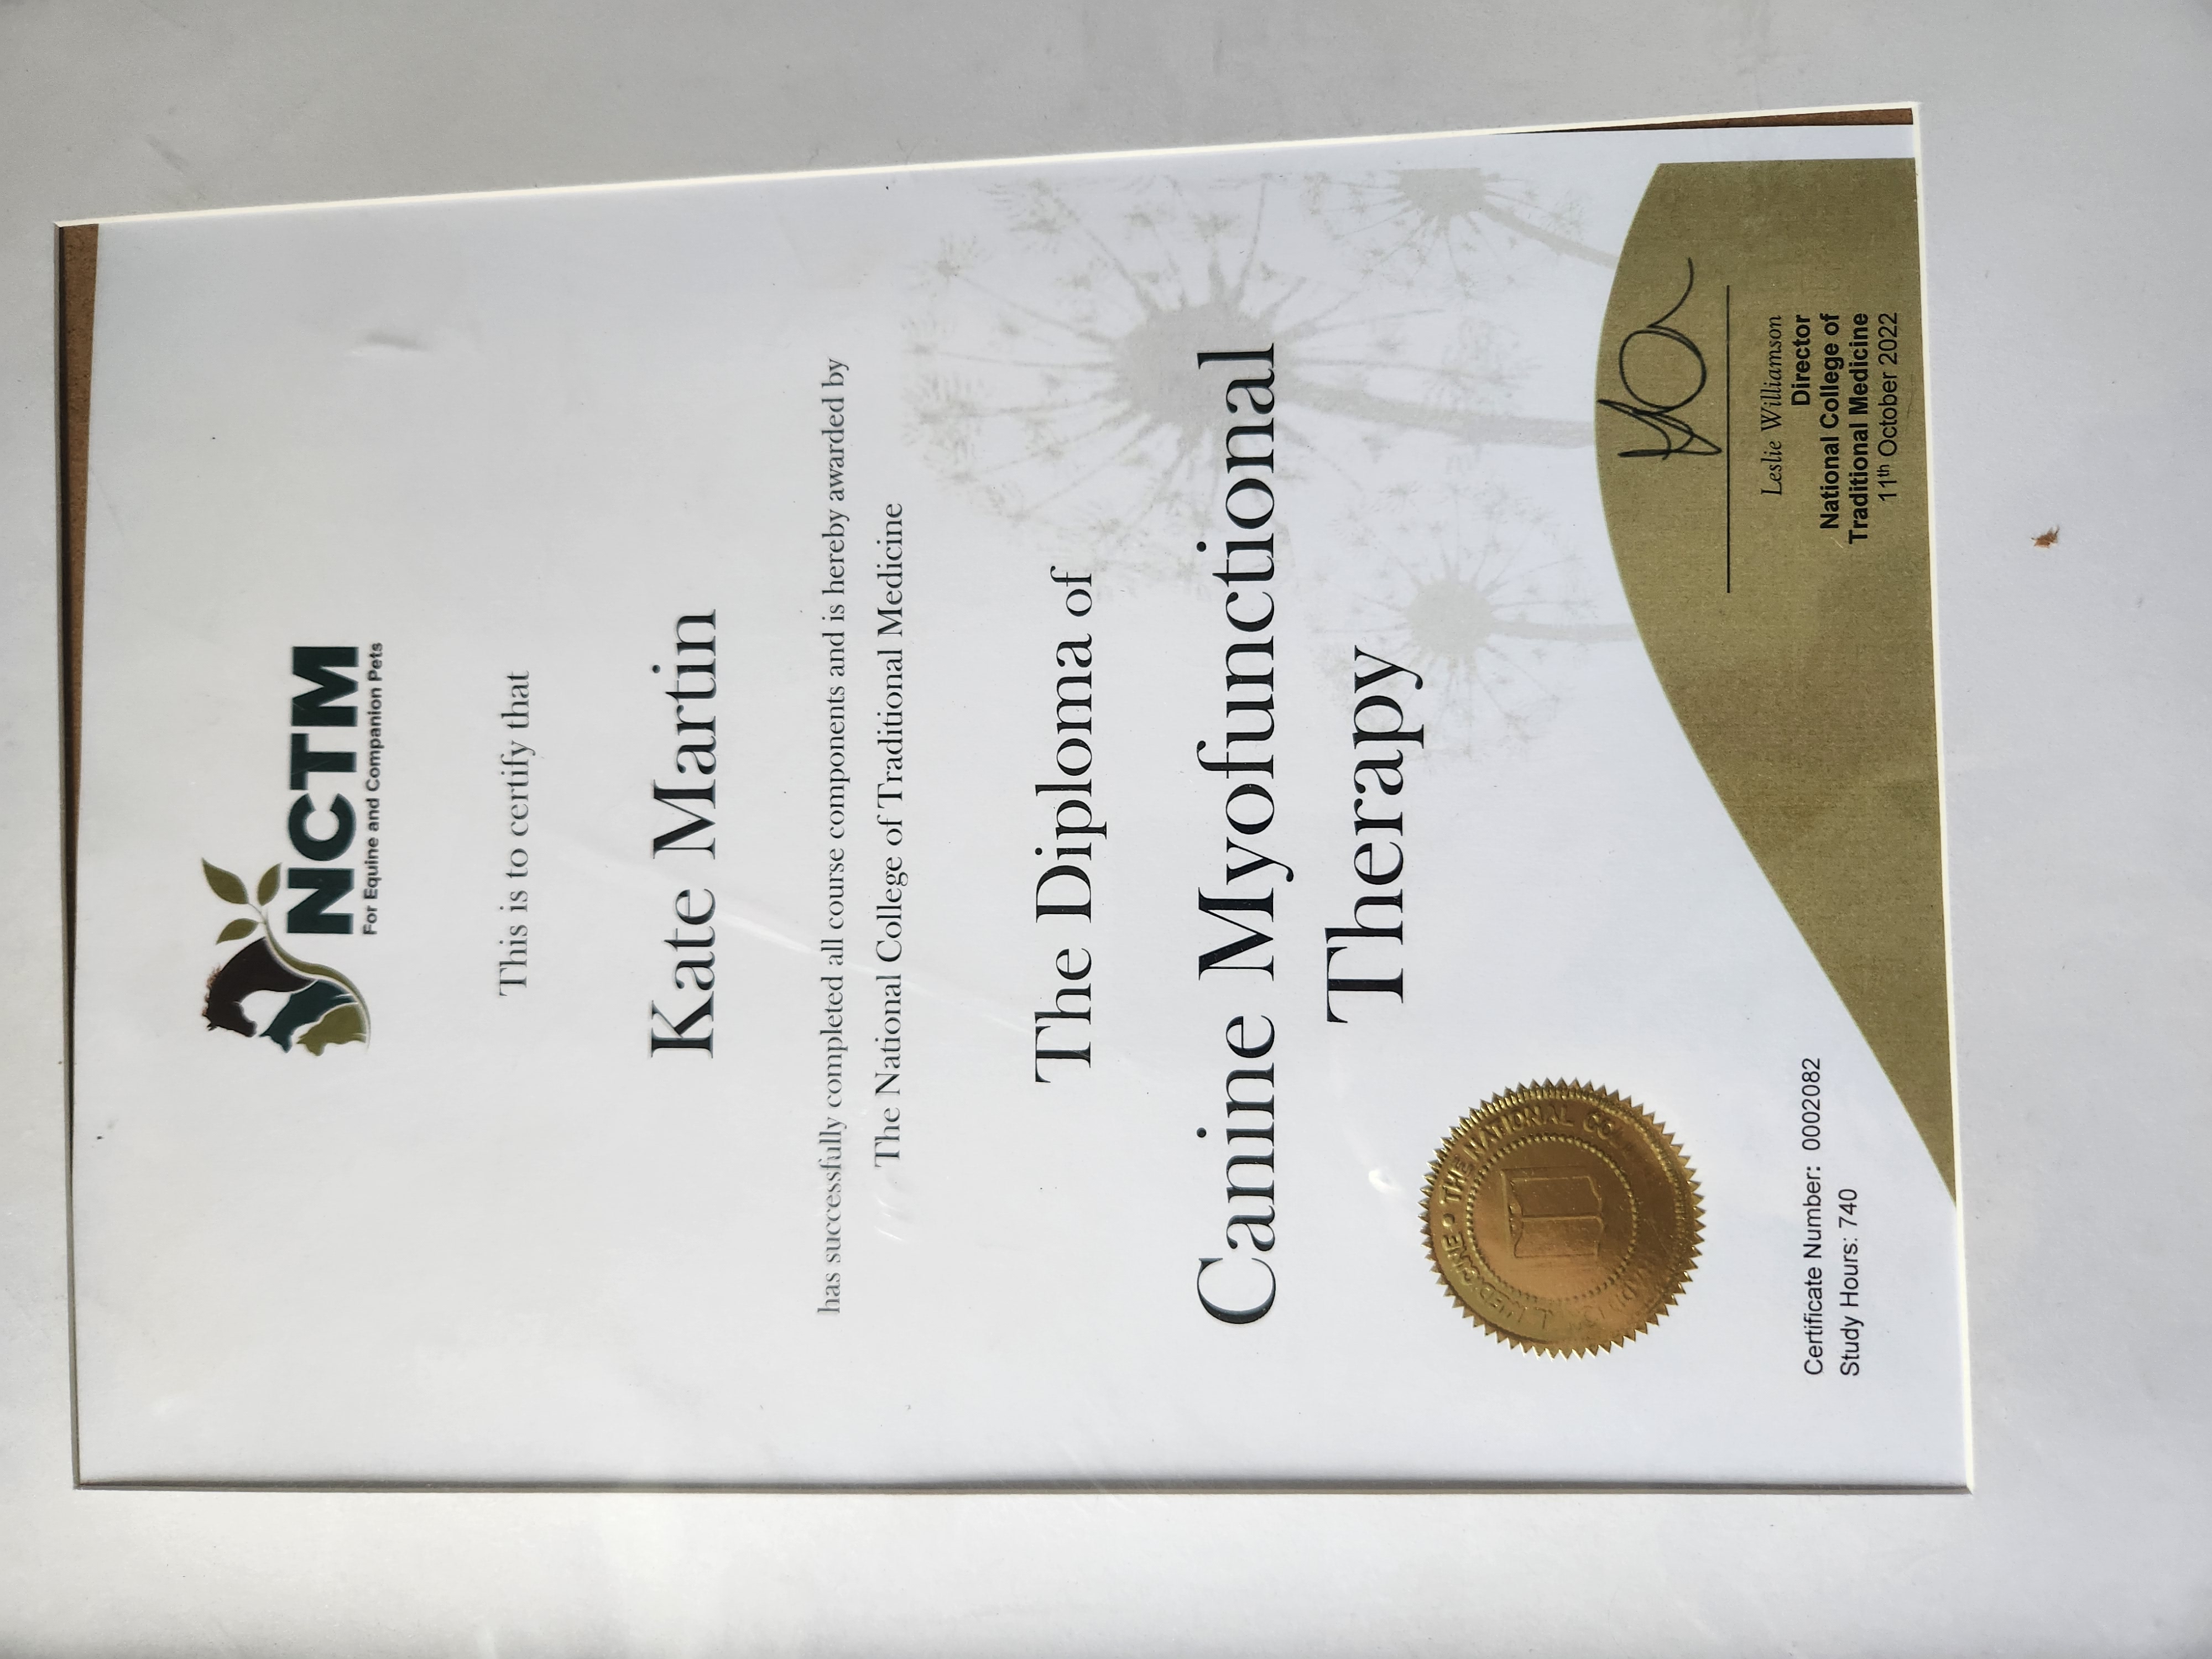 NCTM
For Equine and Companion Pets
This is to certify that
Kate Martin
has successfully completed all course components and is hereby awarded by
The National College of Traditional Medicine
The Diploma of
Canine Myofunctional
Therapy
THE NATIONAL
Certificate Number: 0002082
Study Hours: 740
Leslie Williamson
Director
National College of
Traditional Medicine
11th October 2022